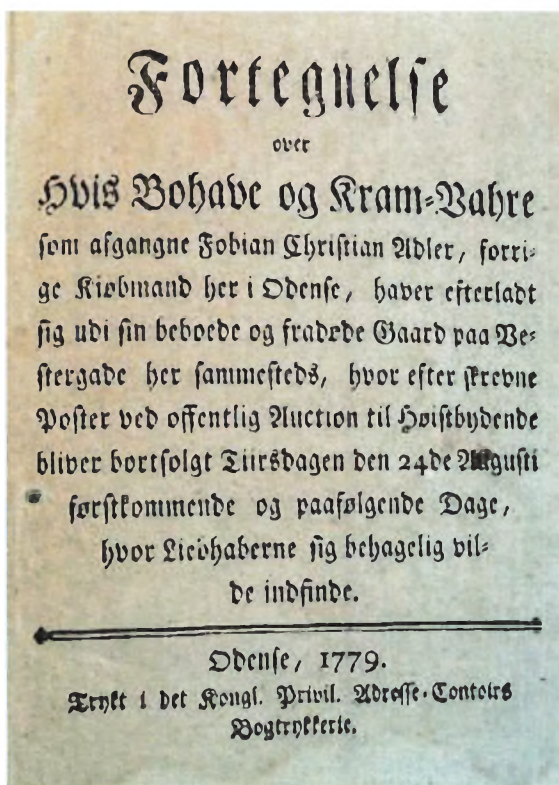 Fortegnelse
over
Hvis Bohave og Kram-Vahre
som afgangne Fobian Christian Adler, forri-
ge Kiøbmand her i Odense, haver efterladt
sig udi sin beboede og fradøde Gaard paa Ve-
stergade her sammesteds, hvor efter skrevne
Poster ved offentlig Auction til Høistbydende
bliver bortsolgt Tiirsdagen den 24de Augusti
førstkommende og paafølgende Dage,
hvor Liebhaberne sig behagelig vil-
de indfinde.
Odense, 1779.
Trykt i det Kongl. Privil. Adresse-Contoirs
Bogtrykkerie.